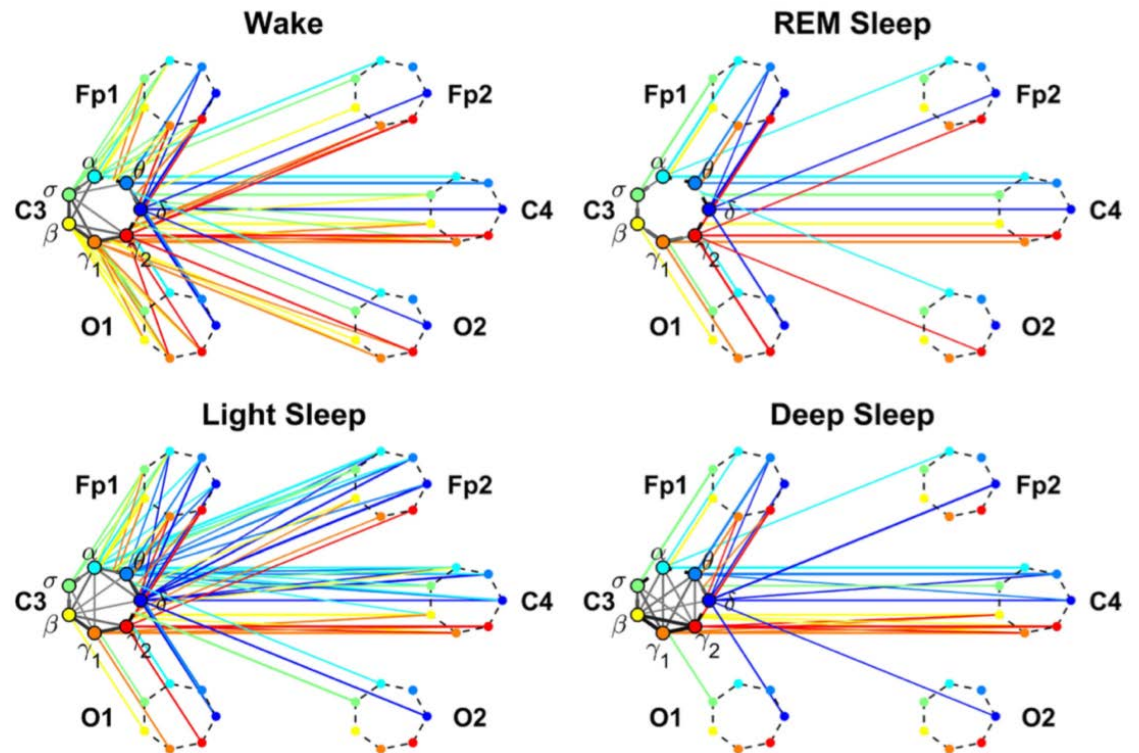 Wake
Fp1
Fp2
α
θ
σ
δ
C3
C4
β
γ1
γ2
O1
O2
REM Sleep
Fp1
Fp2
α
θ
σ
δ
C3
C4
β
γ1
γ2
O1
O2
Light Sleep
Fp1
Fp2
α
θ
σ
δ
C3
C4
β
γ1
γ2
O1
O2
Deep Sleep
Fp1
Fp2
α
θ
σ
δ
C3
C4
β
γ1
γ2
O1
O2